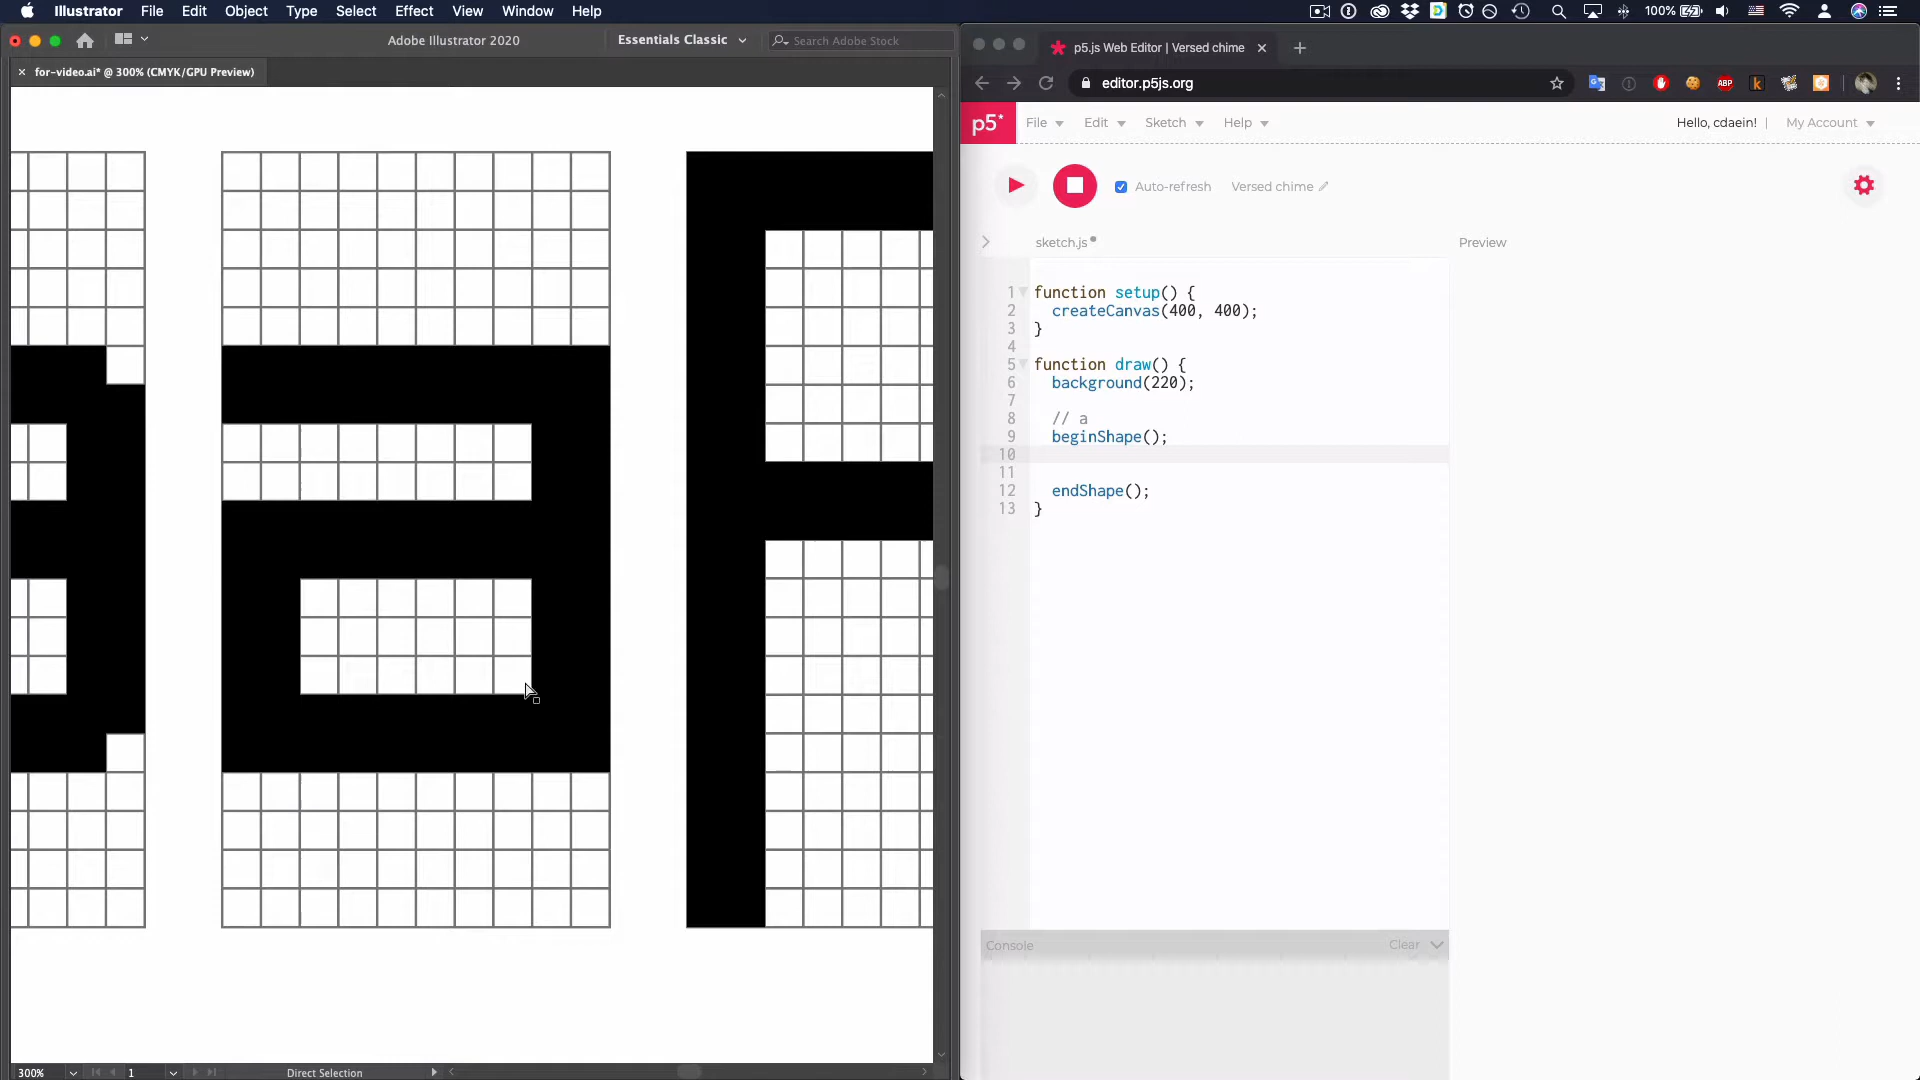 Illustrator File Edit Object Type Select Effect View Window Help 100%
Adobe Illustrator 2020 Essentials Classic Search Adobe Stock
× for-video.ai* @ 300% (CMYK/GPU Preview)
300% 1 Direct Selection
p5.js Web Editor | Versed chime × +
editor.p5js.org ABP k
p5* File Edit Sketch Help Hello, cdaein! | My Account
Auto-refresh Versed chime
sketch.js Preview
1 function setup() {
2 createCanvas(400, 400);
3 }
4
5 function draw() {
6 background(220);
7
8 // a
9 beginShape();
10
11
12 endShape();
13 }
Console Clear